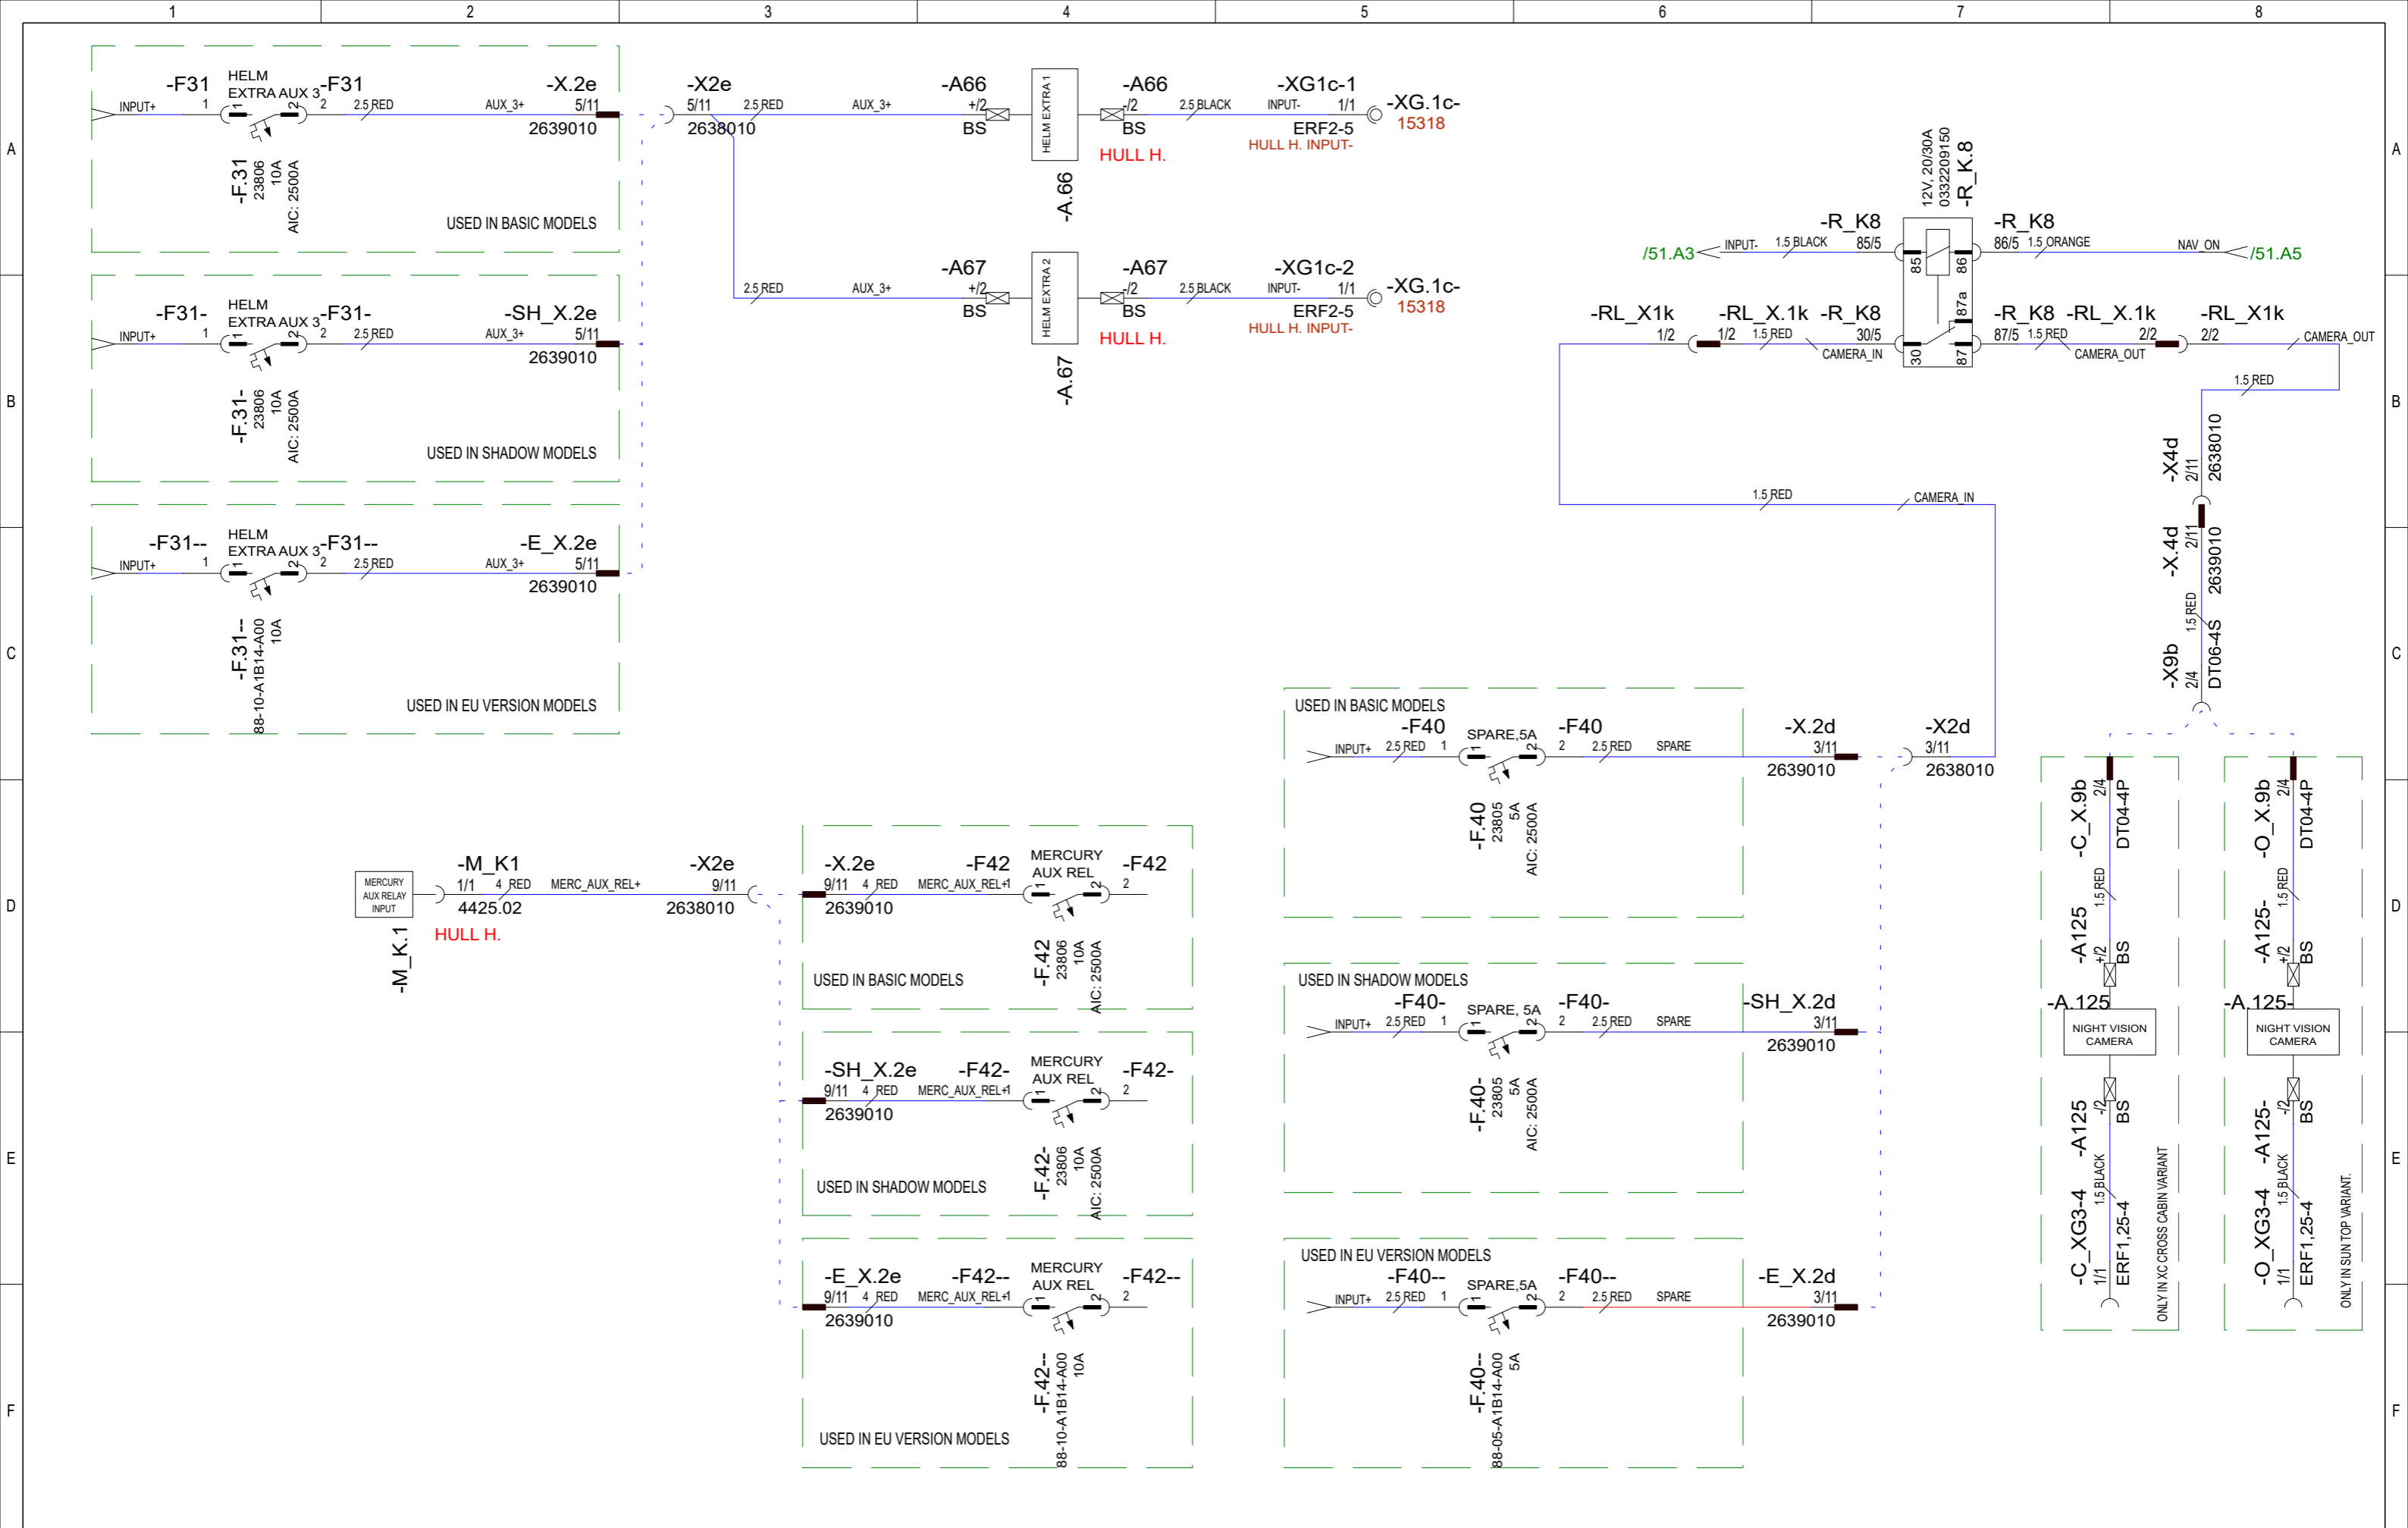 1 2 3 4 5 6 7 8
A A
B B
C C
D D
E E
F F
-F31 HELM EXTRA AUX 3 -F31 -X.2e
INPUT+ 1 1 2 2 2.5 RED AUX_3+ 5/11
2639010
-F.31
23806
10A
AIC: 2500A
USED IN BASIC MODELS
-F31- HELM EXTRA AUX 3 -F31- -SH_X.2e
INPUT+ 1 1 2 2 2.5 RED AUX_3+ 5/11
2639010
-F.31-
23806
10A
AIC: 2500A
USED IN SHADOW MODELS
-F31-- HELM EXTRA AUX 3 -F31-- -E_X.2e
INPUT+ 1 1 2 2 2.5 RED AUX_3+ 5/11
2639010
-F.31--
88-10-A1B14-A00
10A
USED IN EU VERSION MODELS
-X2e -A66 -A66 -XG1c-1
5/11 2.5 RED AUX_3+ +/2 HELM EXTRA 1 -/2 2.5 BLACK INPUT- 1/1 -XG.1c-
2638010 BS BS ERF2-5 15318
HULL H. HULL H. INPUT-
-A.66
-A67 -A67 -XG1c-2
2.5 RED AUX_3+ +/2 HELM EXTRA 2 -/2 2.5 BLACK INPUT- 1/1 -XG.1c-
BS BS ERF2-5 15318
HULL H. HULL H. INPUT-
-A.67
12V, 20/30A
0332209150
-R_K.8
-R_K8 -R_K8
/51.A3 INPUT- 1.5 BLACK 85/5 85 86 86/5 1.5 ORANGE NAV_ON /51.A5
87a
-RL_X1k -RL_X.1k -R_K8 -R_K8 -RL_X.1k -RL_X1k
1/2 1/2 1.5 RED 30/5 30 87 87/5 1.5 RED 2/2 2/2 CAMERA_OUT
CAMERA_IN CAMERA_OUT
1.5 RED
1.5 RED CAMERA_IN
-X4d
2/11
2638010
-X.4d
2/11
2639010
1.5 RED
-X9b
2/4
DT06-4S
MERCURY
AUX RELAY
INPUT
-M_K.1
-M_K1 -X2e
1/1 4 RED MERC_AUX_REL+ 9/11
4425.02 2638010
HULL H.
-X.2e -F42 MERCURY AUX REL -F42
9/11 4 RED MERC_AUX_REL+ 1 1 2 2
2639010
-F.42
23806
10A
AIC: 2500A
USED IN BASIC MODELS
-SH_X.2e -F42- MERCURY AUX REL -F42-
9/11 4 RED MERC_AUX_REL+ 1 1 2 2
2639010
-F.42-
23806
10A
AIC: 2500A
USED IN SHADOW MODELS
-E_X.2e -F42-- MERCURY AUX REL -F42--
9/11 4 RED MERC_AUX_REL+ 1 1 2 2
2639010
-F.42--
88-10-A1B14-A00
10A
USED IN EU VERSION MODELS
USED IN BASIC MODELS
-F40 SPARE,5A -F40 -X.2d -X2d
INPUT+ 2.5 RED 1 1 2 2 2.5 RED SPARE 3/11 3/11
2639010 2638010
-F.40
23805
5A
AIC: 2500A
USED IN SHADOW MODELS
-F40- SPARE, 5A -F40- -SH_X.2d
INPUT+ 2.5 RED 1 1 2 2 2.5 RED SPARE 3/11
2639010
-F.40-
23805
5A
AIC: 2500A
USED IN EU VERSION MODELS
-F40-- SPARE,5A -F40-- -E_X.2d
INPUT+ 2.5 RED 1 1 2 2 2.5 RED SPARE 3/11
2639010
-F.40--
88-05-A1B14-A00
5A
-C_X.9b
2/4
DT04-4P
1.5 RED
-A125
+/2
BS
-A.125
NIGHT VISION
CAMERA
-A125
-/2
BS
1.5 BLACK
-C_XG3-4
1/1
ERF1,25-4
ONLY IN XC CROSS CABIN VARIANT
-O_X.9b
2/4
DT04-4P
1.5 RED
-A125-
+/2
BS
-A.125-
NIGHT VISION
CAMERA
-A125-
-/2
BS
1.5 BLACK
-O_XG3-4
1/1
ERF1,25-4
ONLY IN SUN TOP VARIANT.